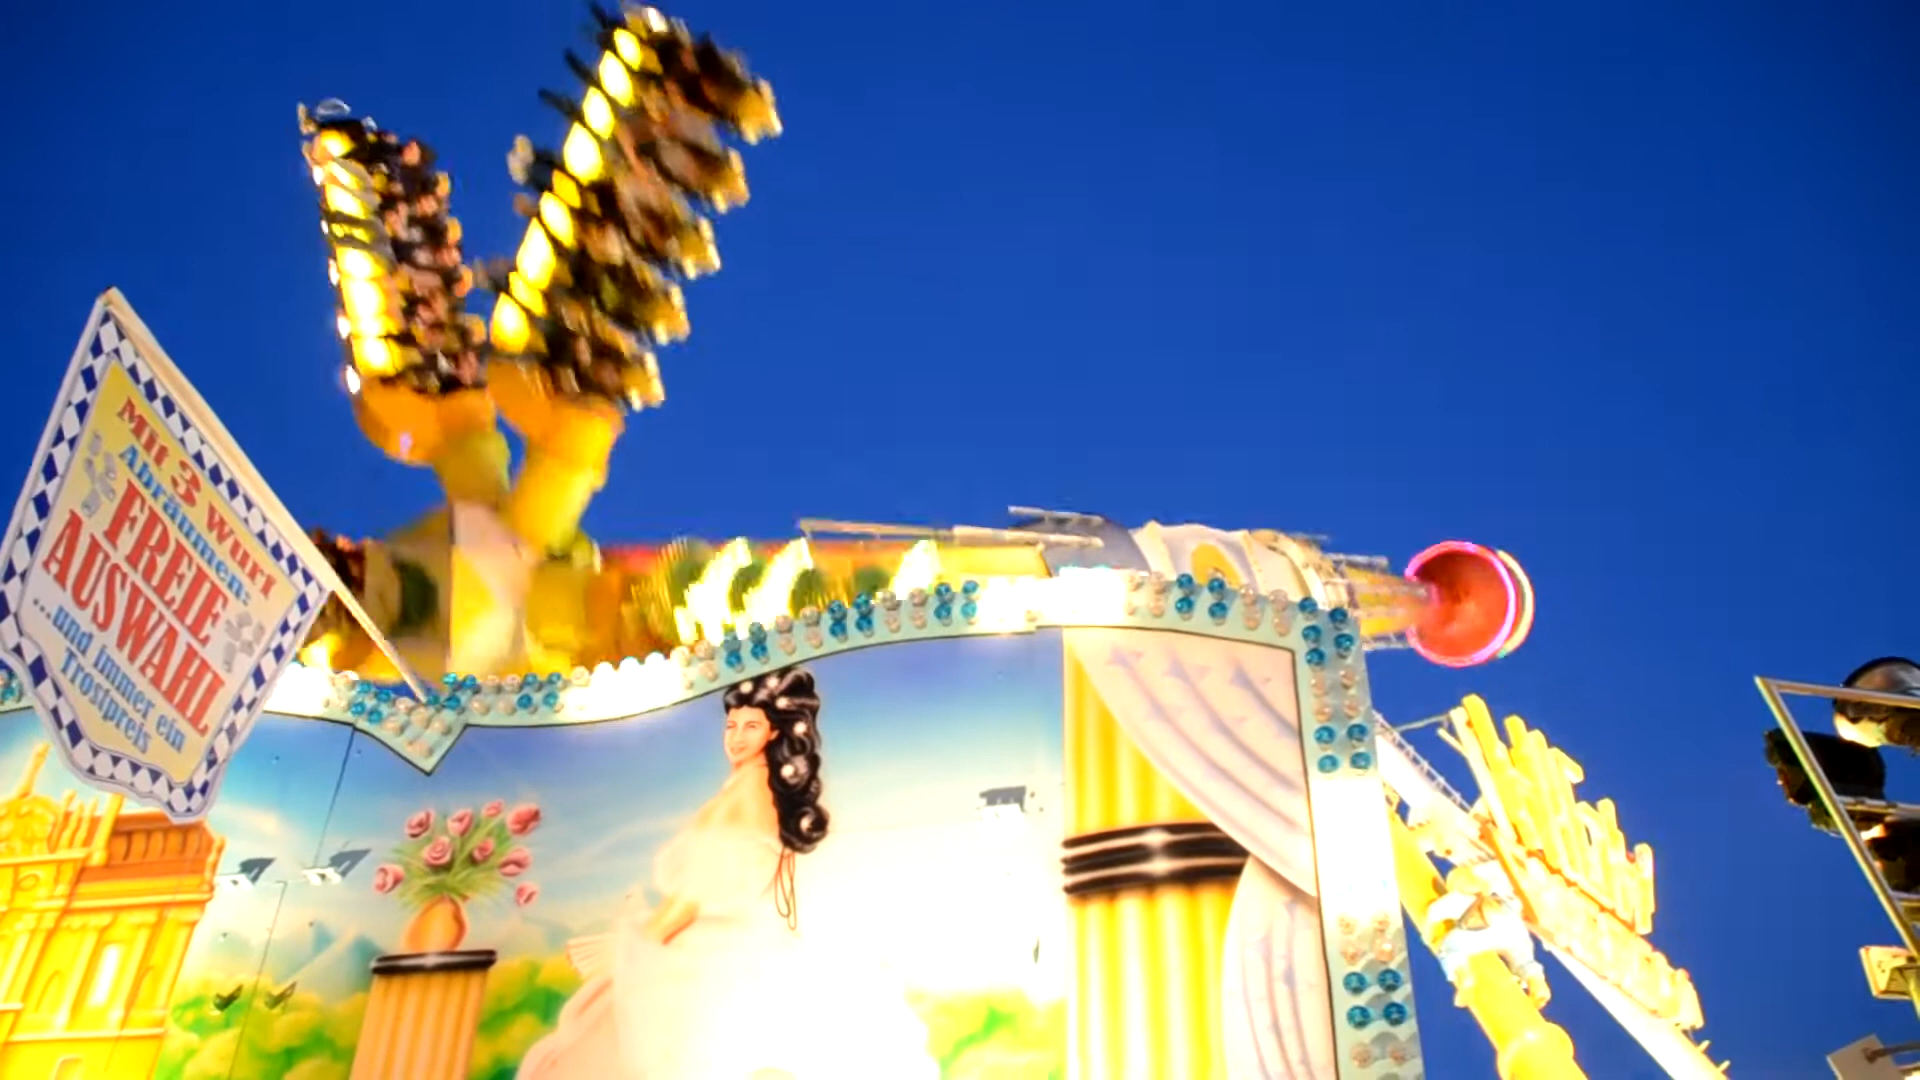 Mit 3 Wurf
Abräumen:
FREIE
AUSWAHL
...und immer ein
Trostpreis